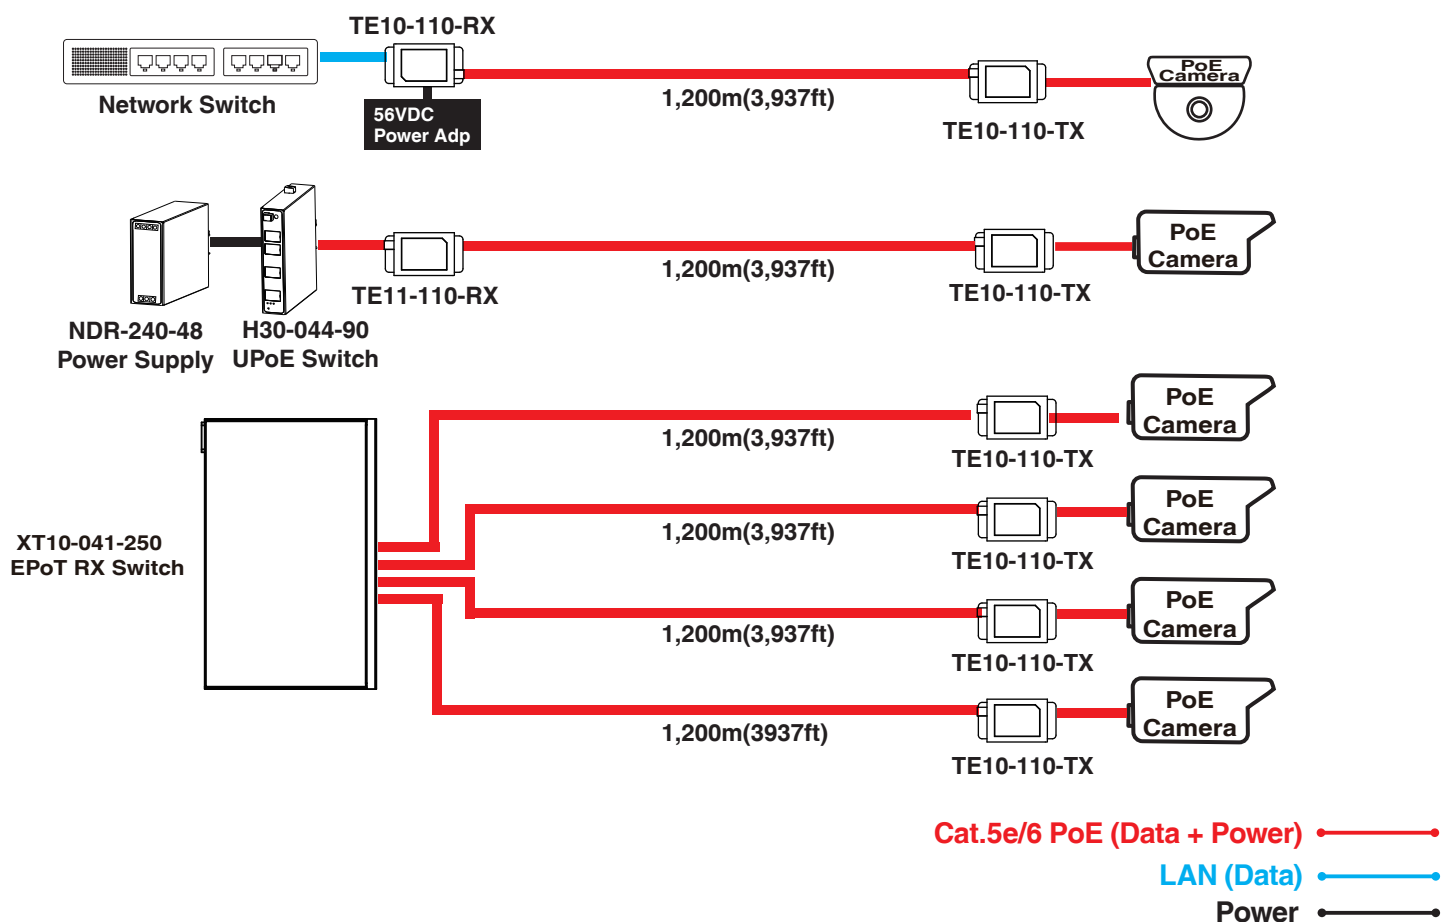 TE10-110-RX
Network Switch
56VDC
Power Adp
1,200m(3,937ft)
TE10-110-TX
PoE
Camera
NDR-240-48
Power Supply
H30-044-90
UPoE Switch
TE11-110-RX
1,200m(3,937ft)
TE10-110-TX
PoE
Camera
XT10-041-250
EPoT RX Switch
1,200m(3,937ft)
TE10-110-TX
PoE
Camera
1,200m(3,937ft)
TE10-110-TX
PoE
Camera
1,200m(3,937ft)
TE10-110-TX
PoE
Camera
1,200m(3937ft)
TE10-110-TX
PoE
Camera
Cat.5e/6 PoE (Data + Power)
LAN (Data)
Power